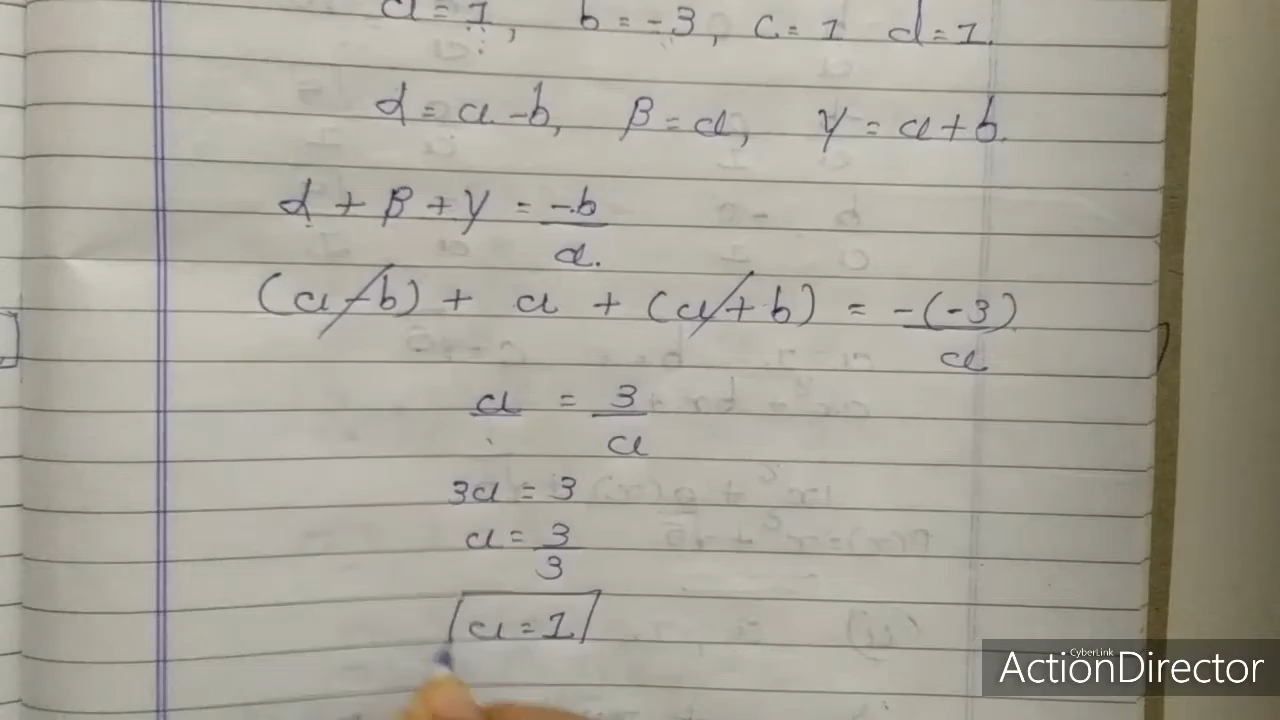 a = 1, b = -3, c = 1 d = 1.
α = a - b, β = a, γ = a + b.
α + β + γ = -b/a.
(a - b) + a + (a + b) = -(-3)/a
a = 3/a
3a = 3
a = 3/3
a = 1
CyberLink
ActionDirector